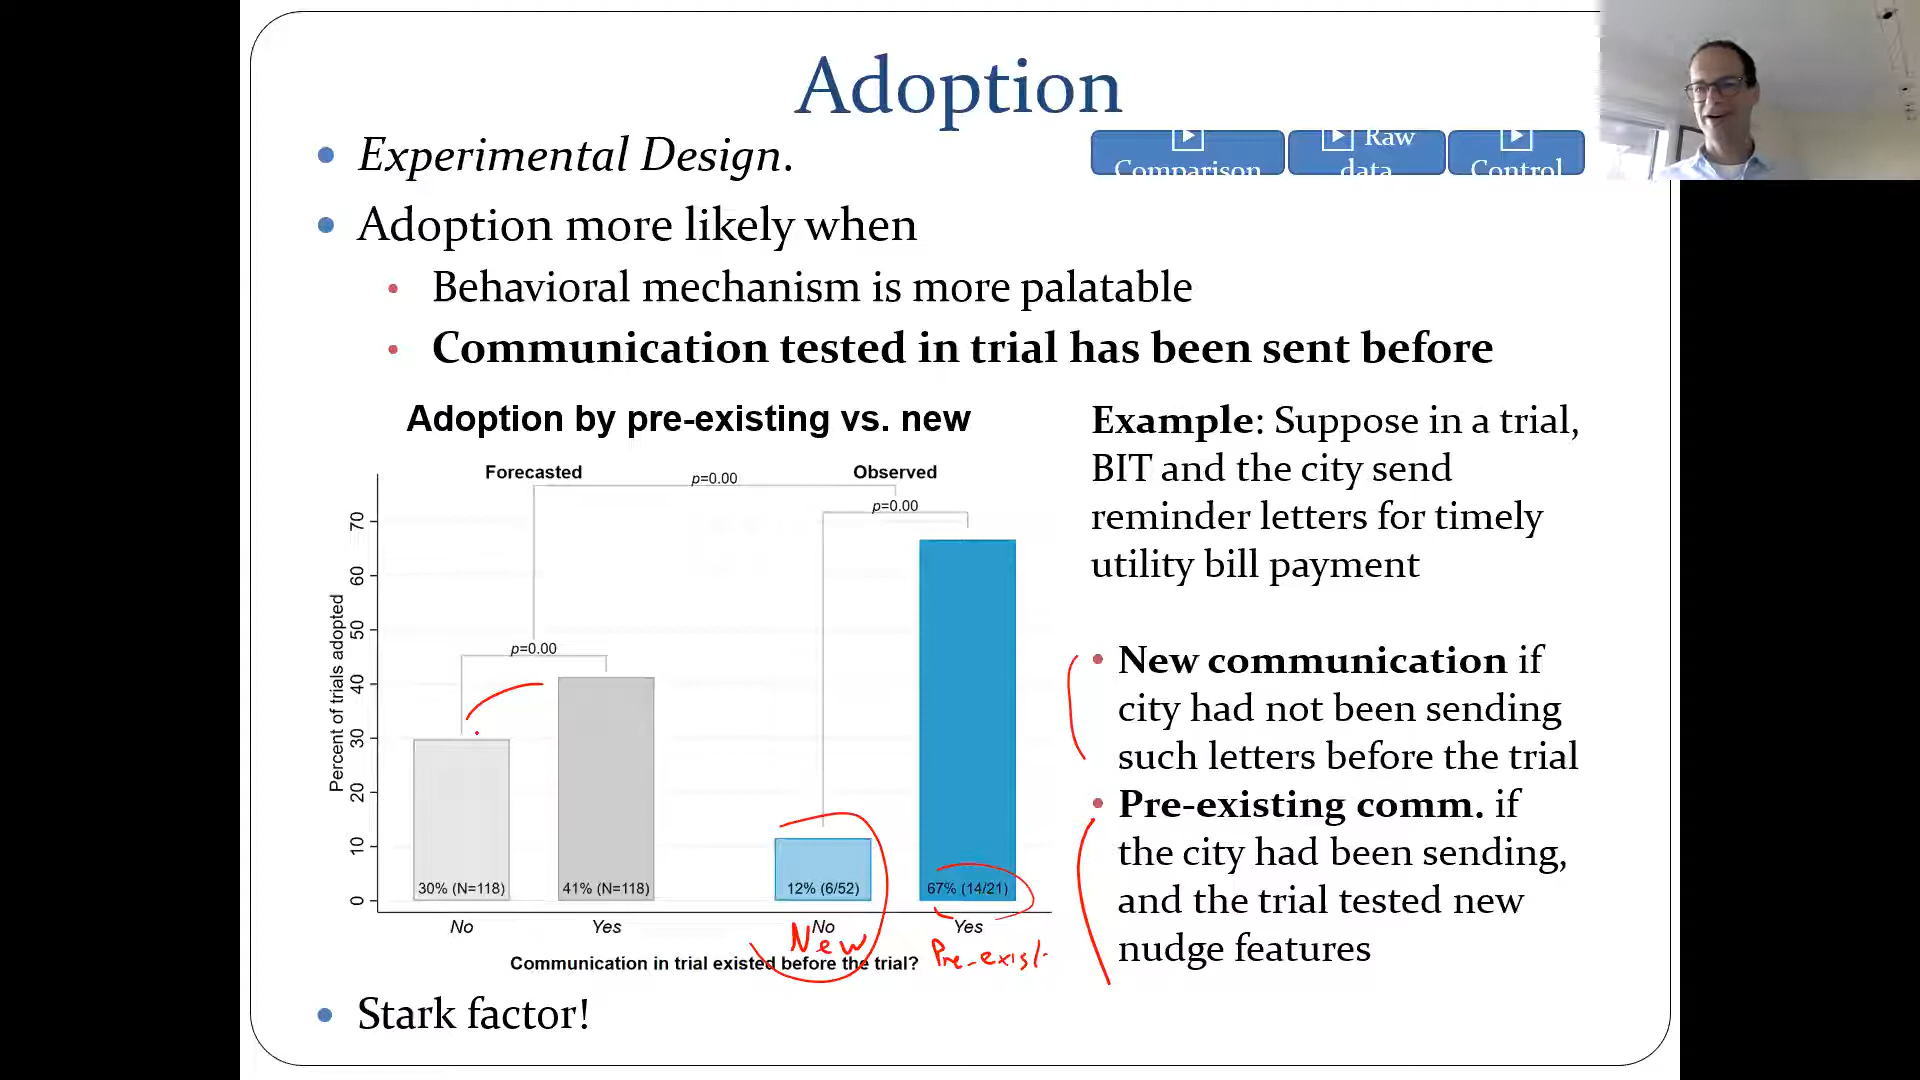 Adoption
• Experimental Design.
Comparison
Raw data
Control
• Adoption more likely when
• Behavioral mechanism is more palatable
• Communication tested in trial has been sent before
Adoption by pre-existing vs. new
Forecasted
Observed
p=0.00
p=0.00
p=0.00
Percent of trials adopted
70
60
50
40
30
20
10
0
30% (N=118)
41% (N=118)
12% (6/52)
67% (14/21)
No
Yes
No
Yes
New
Pre-exist.
Communication in trial existed before the trial?
Example: Suppose in a trial,
BIT and the city send
reminder letters for timely
utility bill payment
• New communication if
city had not been sending
such letters before the trial
• Pre-existing comm. if
the city had been sending,
and the trial tested new
nudge features
• Stark factor!